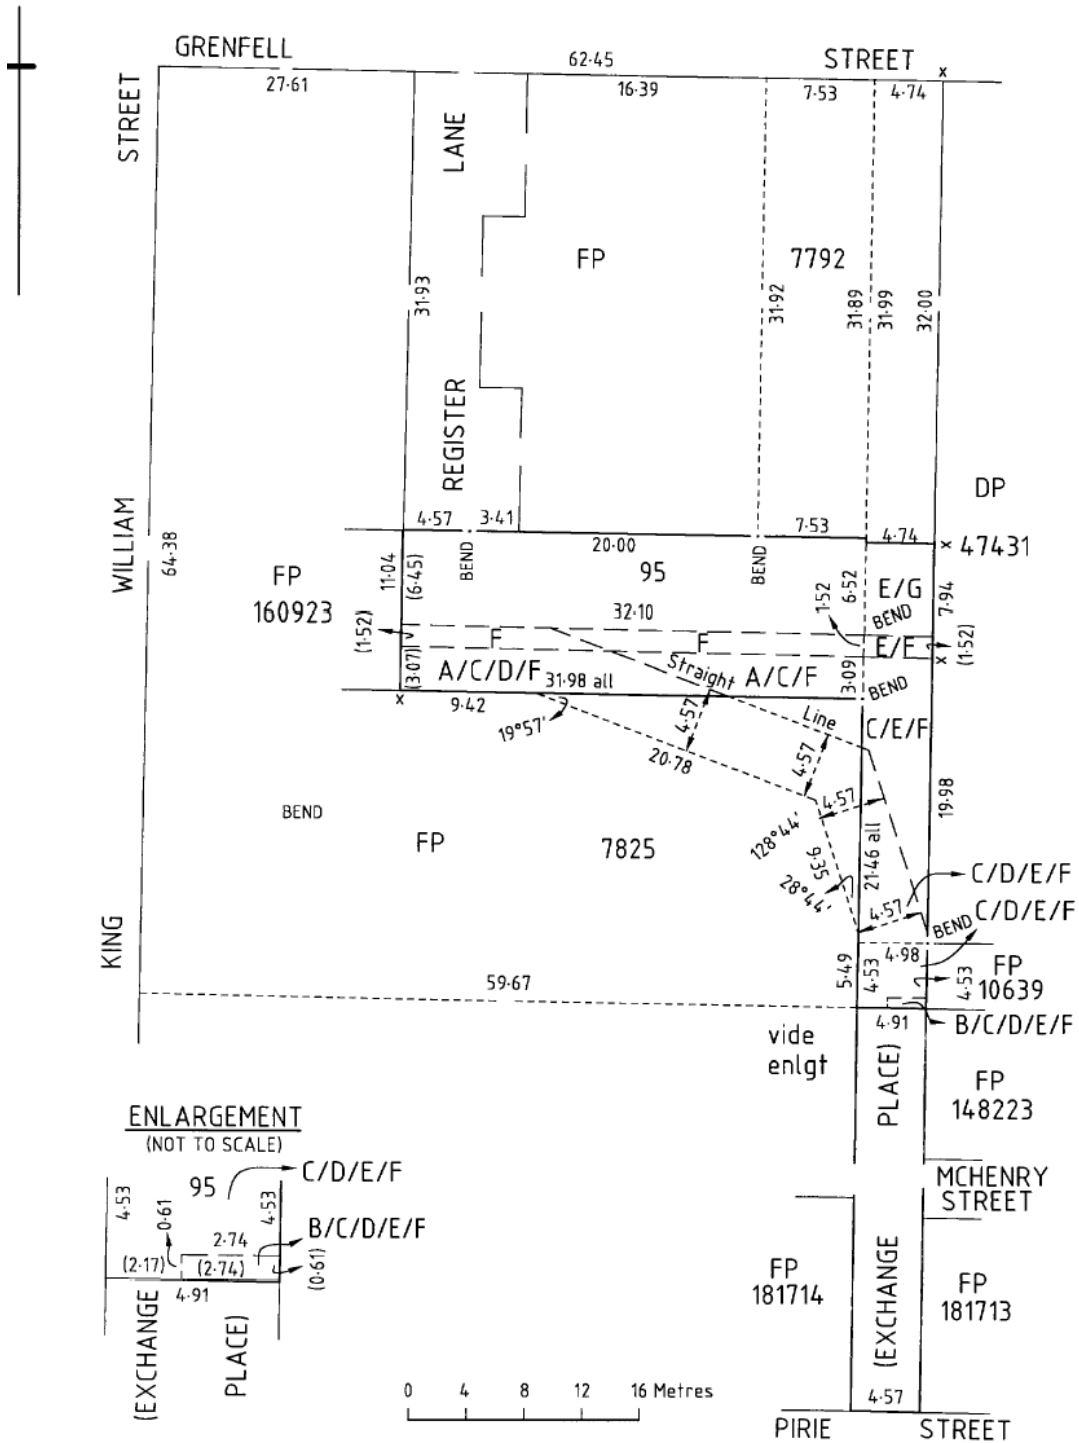 GRENFELL
62·45
STREET
x
27·61
16·39
7·53
4·74
STREET
LANE
FP
7792
31·93
31·92
31·89
31·99
32·00
REGISTER
DP
47431
WILLIAM
64·38
4·57
3·41
7·53
4·74
x
20·00
BEND
BEND
95
FP
160923
11·04
(6·45)
1·52
6·52
E/G
7·94
BEND
32·10
(1·52)
F
F
E/F
(1·52)
x
(3·07)
A/C/D/F
31·98 all
Straight
A/C/F
3·09
BEND
x
9·42
19°57'
4·57
Line
C/E/F
20·78
4·57
4·57
19·98
BEND
FP
7825
128°44'
9·35
21·46 all
28°44'
C/D/E/F
4·57
C/D/E/F
BEND
KING
59·67
5·49
4·53
4·98
4·53
FP
10639
4·91
B/C/D/E/F
vide
enlgt
PLACE)
FP
148223
MCHENRY
STREET
FP
181714
(EXCHANGE
FP
181713
4·57
PIRIE
STREET
ENLARGEMENT
(NOT TO SCALE)
95
C/D/E/F
4·53
0·61
4·53
2·74
B/C/D/E/F
(2·17)
(2·74)
(0·61)
4·91
(EXCHANGE
PLACE)
0 4 8 12 16 Metres